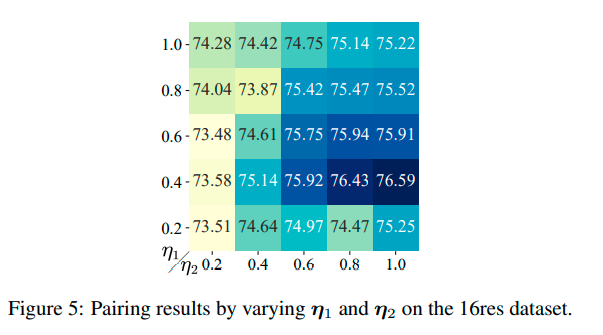 1.0 74.28 74.42 74.75 75.14 75.22
0.8 74.04 73.87 75.42 75.47 75.52
0.6 73.48 74.61 75.75 75.94 75.91
0.4 73.58 75.14 75.92 76.43 76.59
0.2 73.51 74.64 74.97 74.47 75.25
η1/η2 0.2 0.4 0.6 0.8 1.0
Figure 5: Pairing results by varying η1 and η2 on the 16res dataset.